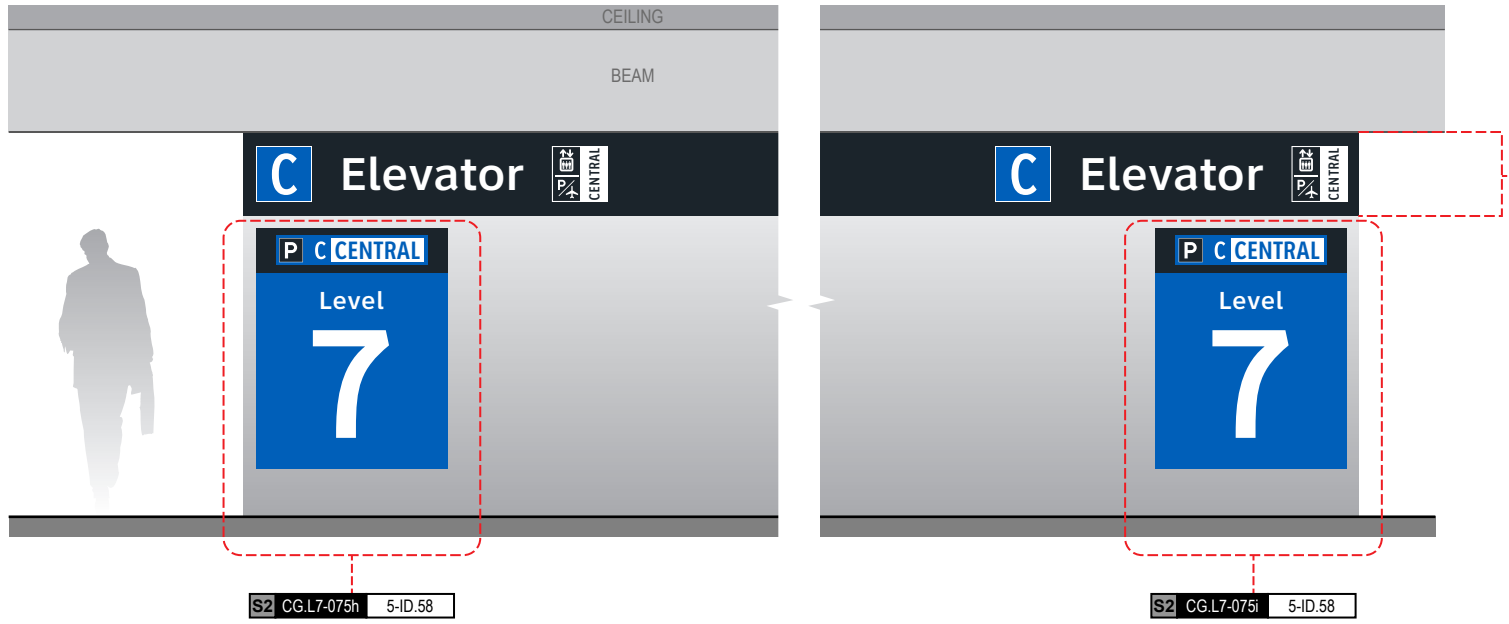 CEILING
BEAM
C Elevator P CENTRAL
C Elevator P CENTRAL
P C CENTRAL
Level
7
P C CENTRAL
Level
7
S2 CG.L7-075h 5-ID.58
S2 CG.L7-075i 5-ID.58